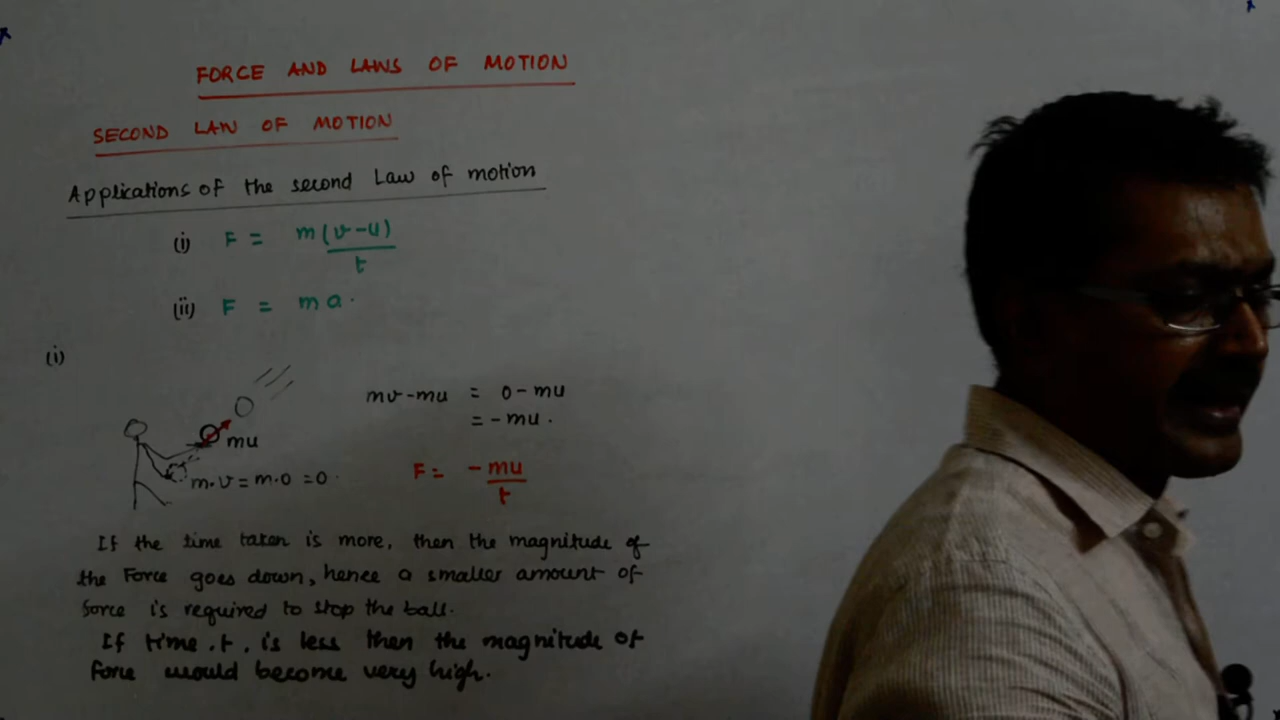 FORCE AND LAWS OF MOTION
SECOND LAW OF MOTION
Applications of the second Law of motion
(i) F = m(v-u)/t
(ii) F = ma.
(i)
mv-mu = 0-mu
= -mu.
mu
m.v = m.0 = 0.
F = -mu/t
If the time taken is more, then the magnitude of
the Force goes down, hence a smaller amount of
force is required to stop the ball.
If time, t, is less then the magnitude of
force would become very high.